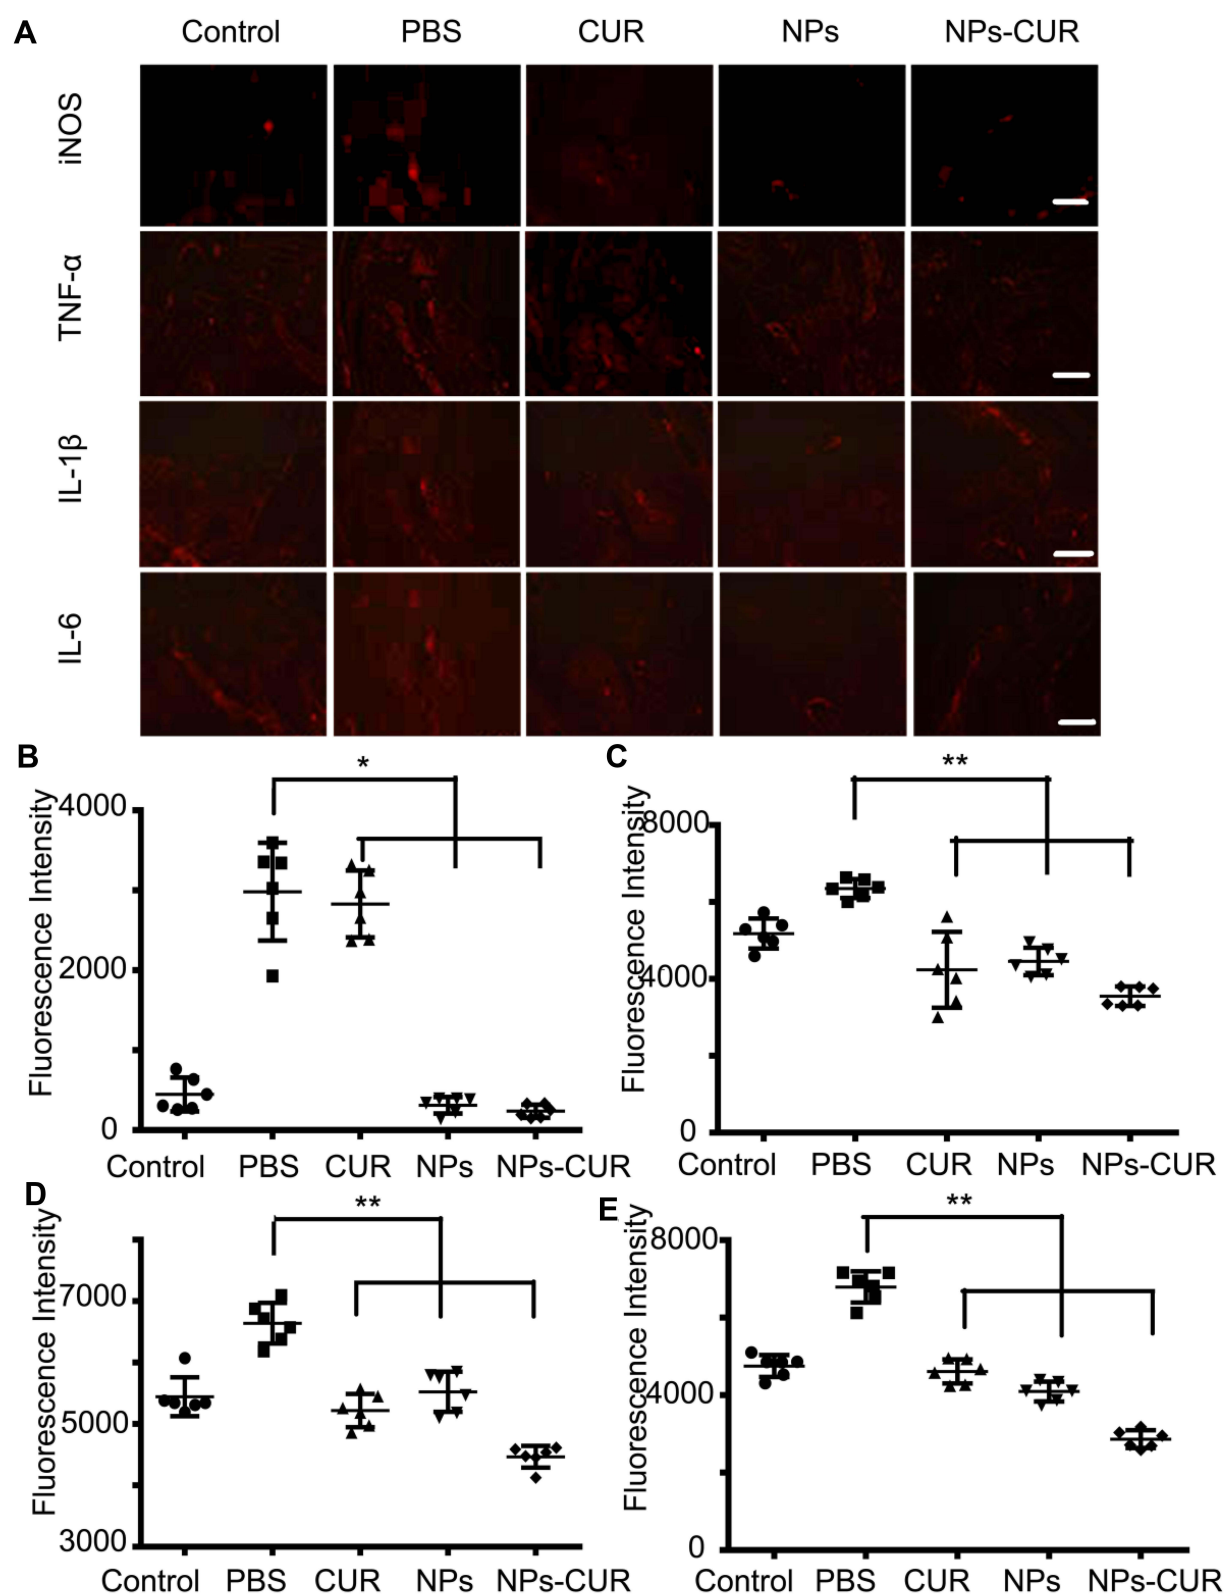 A Control PBS CUR NPs NPs-CUR
iNOS
TNF-α
IL-1β
IL-6
B
*
Fluorescence Intensity
4000
2000
0
Control PBS CUR NPs NPs-CUR
C
**
Fluorescence Intensity
8000
4000
0
Control PBS CUR NPs NPs-CUR
D
**
Fluorescence Intensity
7000
5000
3000
Control PBS CUR NPs NPs-CUR
E
**
Fluorescence Intensity
8000
4000
0
Control PBS CUR NPs NPs-CUR